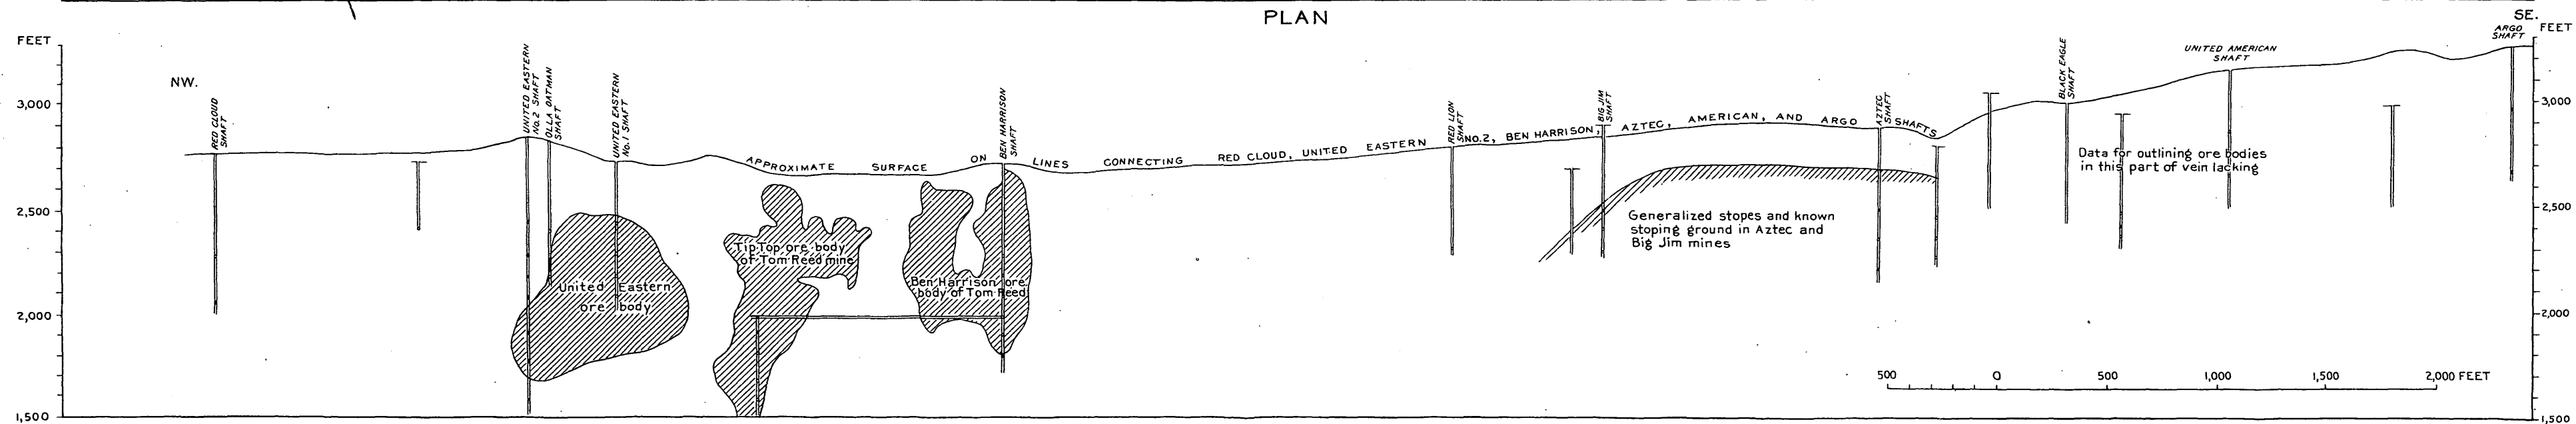 PLAN
FEET
3,000
2,500
2,000
1,500
NW.
RED CLOUD
SHAFT
UNITED EASTERN
No.2 SHAFT
OLLA OATMAN
SHAFT
UNITED EASTERN
No.1 SHAFT
BEN HARRISON
SHAFT
RED LION
SHAFT
BIG JIM
SHAFT
AZTEC
SHAFT
BLACK EAGLE
SHAFT
UNITED AMERICAN
SHAFT
SE.
ARGO
SHAFT
FEET
3,000
2,500
2,000
1,500
APPROXIMATE SURFACE ON LINES CONNECTING RED CLOUD, UNITED EASTERN NO.2, BEN HARRISON, AZTEC, AMERICAN, AND ARGO SHAFTS
United Eastern
ore body
Tip Top ore body
of Tom Reed mine
Ben Harrison ore
body of Tom Reed
Generalized stopes and known
stoping ground in Aztec and
Big Jim mines
Data for outlining ore bodies
in this part of vein lacking
500 0 500 1,000 1,500 2,000 FEET